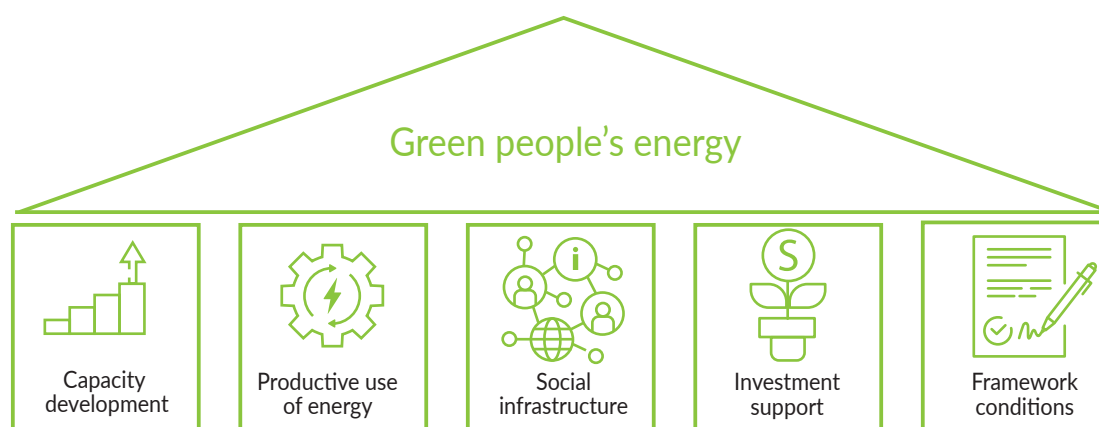 Green people's energy
i
S
Capacity
development
Productive use
of energy
Social
infrastructure
Investment
support
Framework
conditions